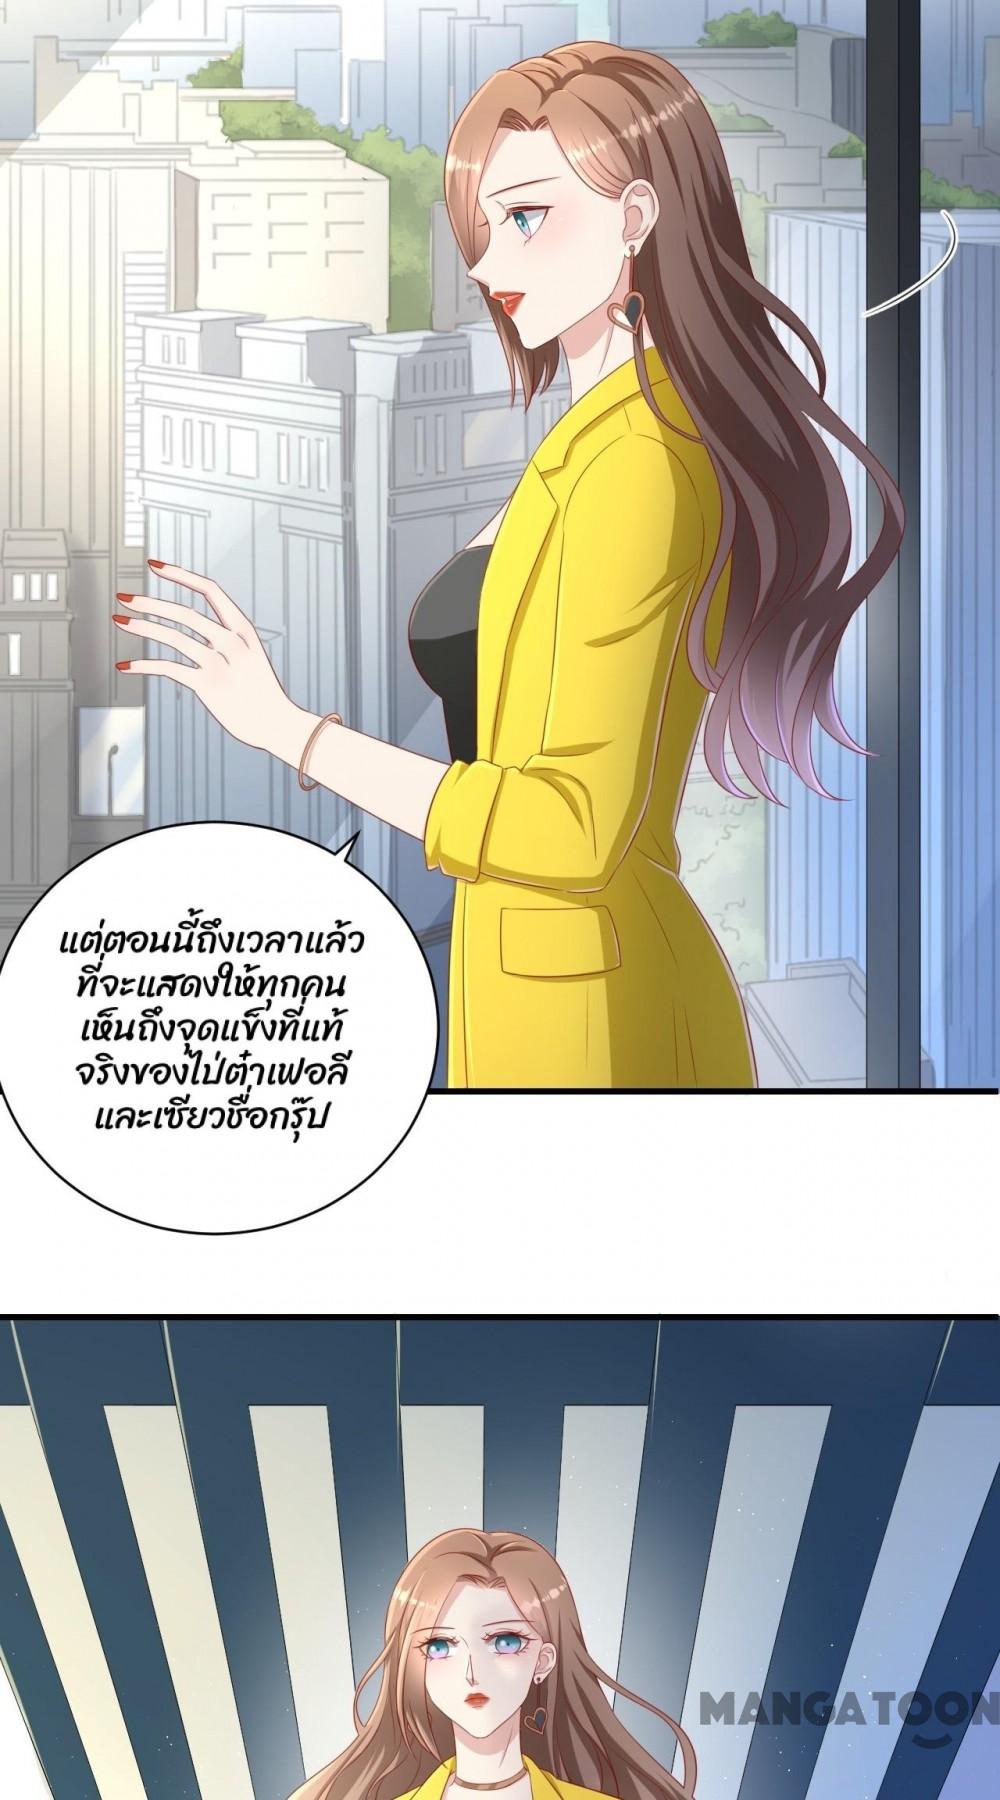 แต่ตอนนี้ถึงเวลาแล้ว
ที่จะแสดงให้ทุกคน
เห็นถึงจุดแข็งที่แท้
จริงของไป่ต๋าเฟอลี
และเซียวชื่อกรุ๊ป
MANGATOON